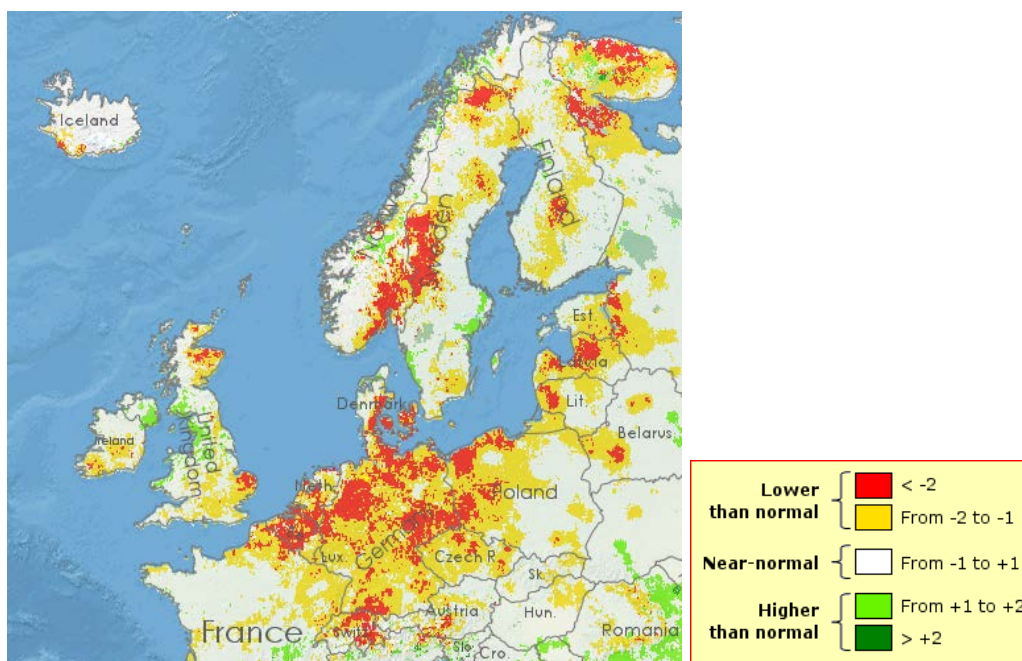 Iceland
Norway
Sweden
Finland
Est.
Latvia
Lit.
Denmark
Belarus
Ireland
United
Kingdom
Neth.
Poland
Germany
Lux.
Czech R.
Sk.
Austria
Hun.
France
Swit.
Slo.
Cro.
Romania
Lower
than normal
< -2
From -2 to -1
Near-normal
From -1 to +1
Higher
than normal
From +1 to +2
> +2